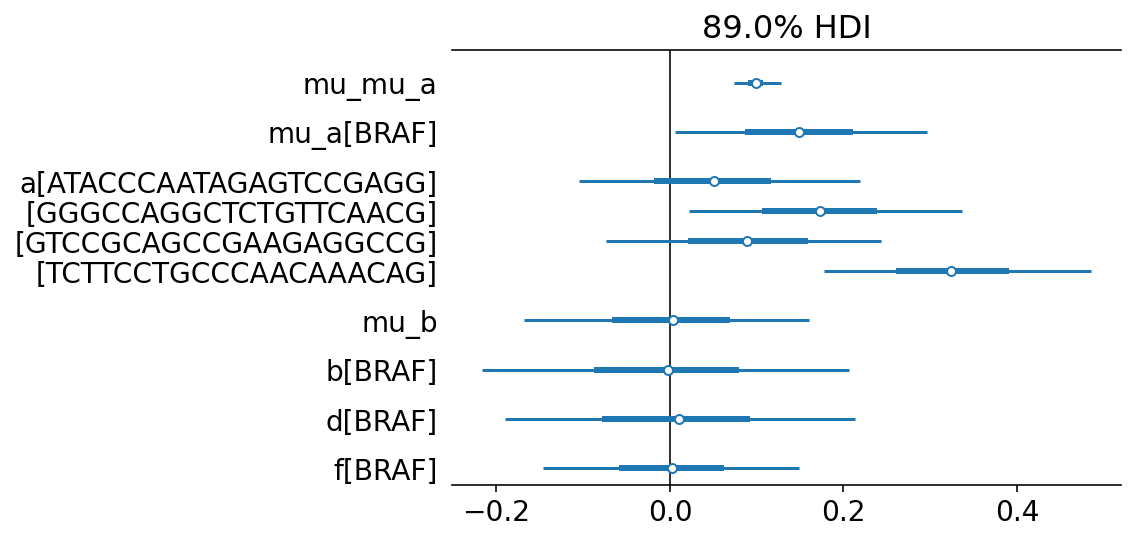 89.0% HDI
mu_mu_a
mu_a[BRAF]
a[ATACCCAATAGAGTCCGAGG]
[GGGCCAGGCTCTGTTCAACG]
[GTCCGCAGCCGAAGAGGCCG]
[TCTTCCTGCCCAACAAACAG]
mu_b
b[BRAF]
d[BRAF]
f[BRAF]
−0.2 0.0 0.2 0.4